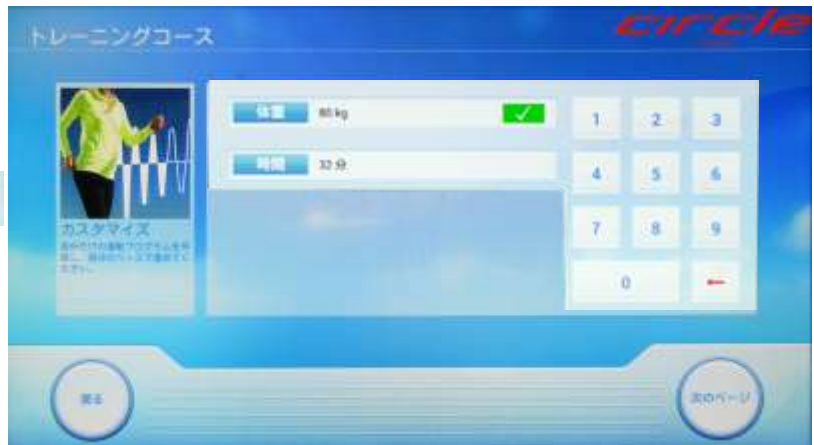 トレーニングコース
circle
体重
80 kg
1 2 3
時間
32 分
4 5 6
7 8 9
カスタマイズ
0
戻る
次のページ